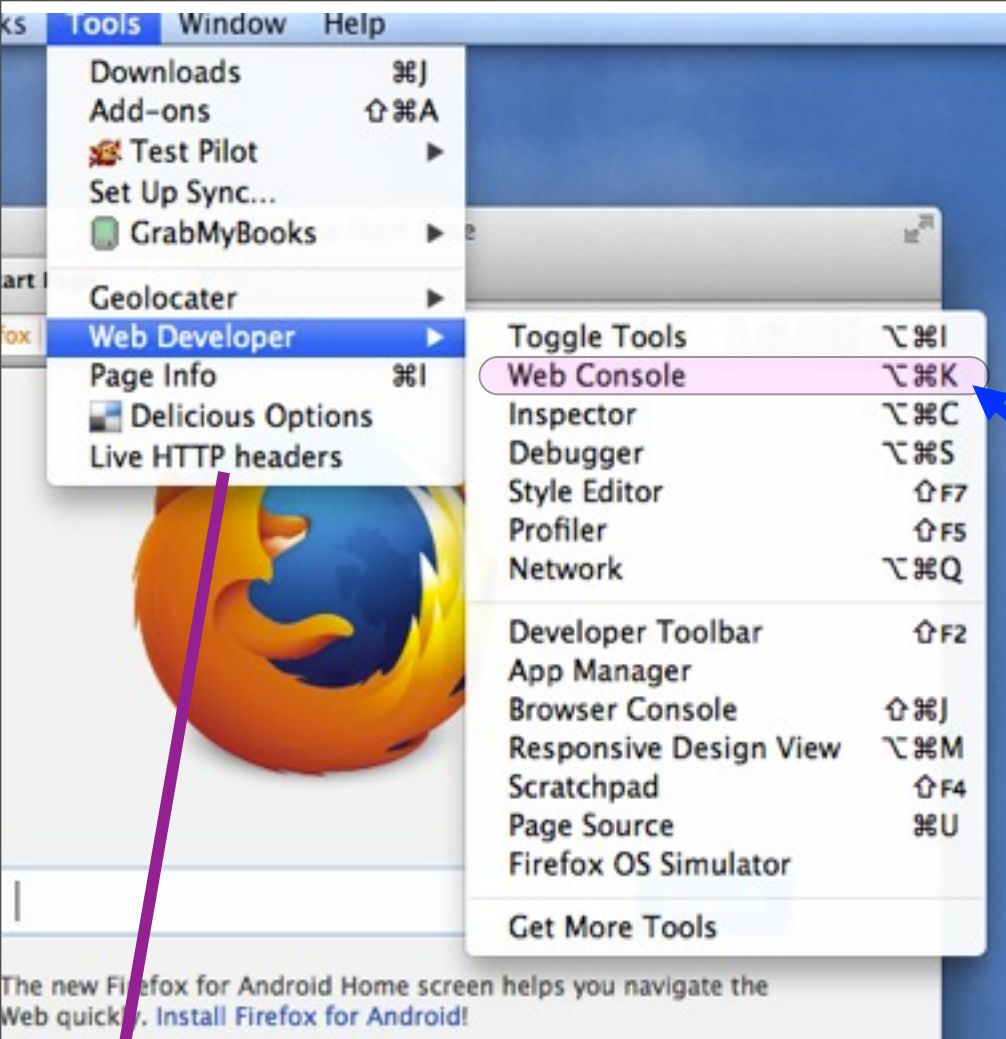 ks Tools Window Help
Downloads ⌘J
Add-ons ⇧⌘A
Test Pilot ▶
Set Up Sync...
GrabMyBooks ▶
art
Geolocater ▶
fox
Web Developer ▶
Page Info ⌘I
Delicious Options
Live HTTP headers
Toggle Tools ⌥⌘I
Web Console ⌥⌘K
Inspector ⌥⌘C
Debugger ⌥⌘S
Style Editor ⇧F7
Profiler ⇧F5
Network ⌥⌘Q
Developer Toolbar ⇧F2
App Manager
Browser Console ⇧⌘J
Responsive Design View ⌥⌘M
Scratchpad ⇧F4
Page Source ⌘U
Firefox OS Simulator
Get More Tools
The new Firefox for Android Home screen helps you navigate the
Web quickly. Install Firefox for Android!